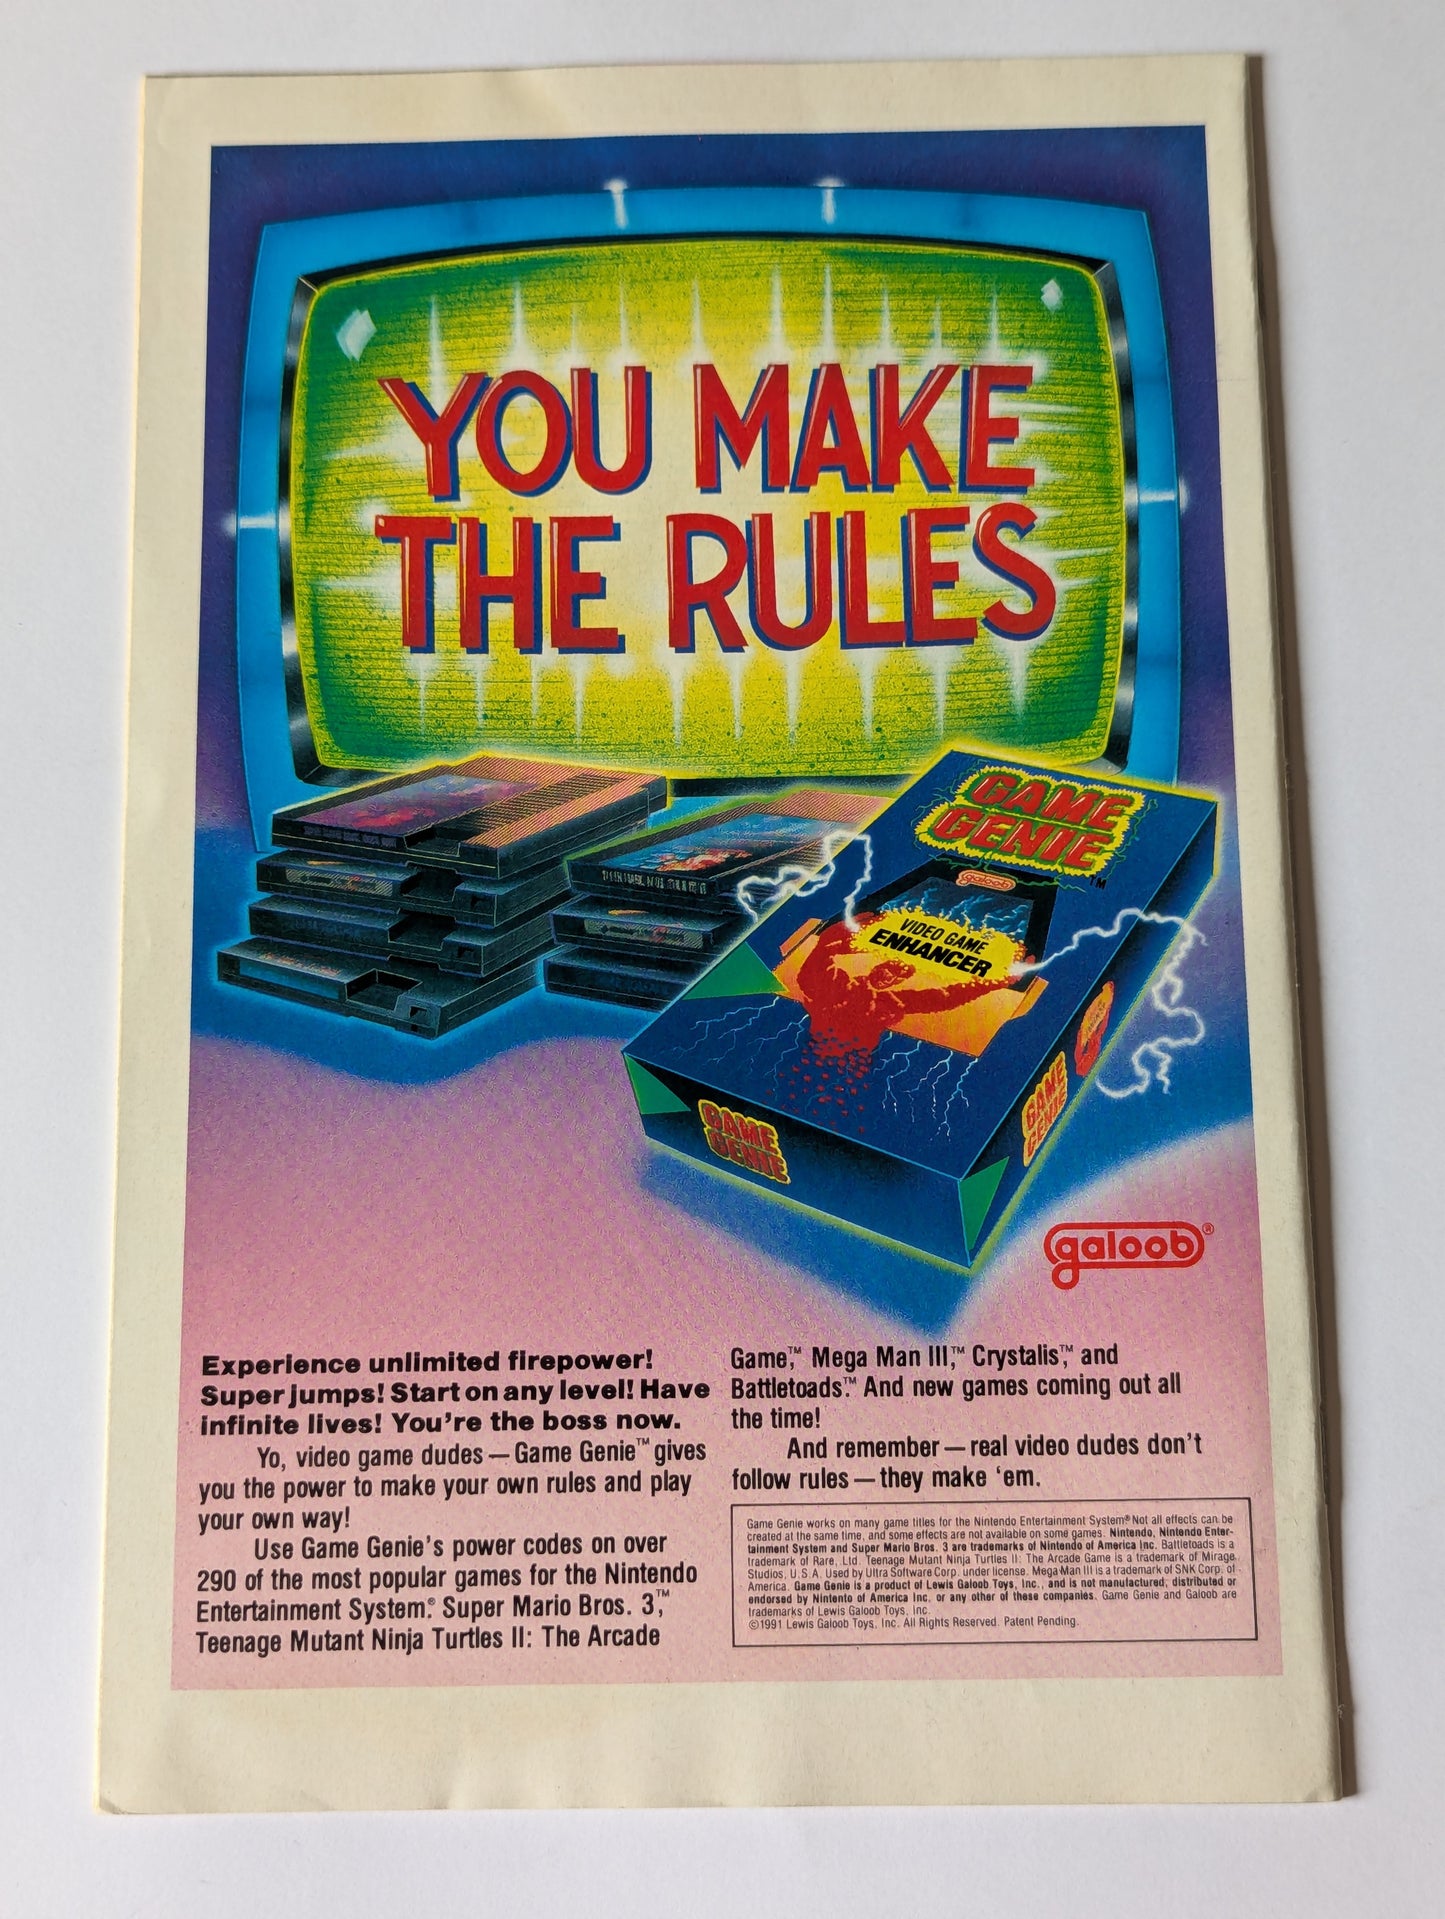 YOU MAKE
THE RULES
GAME
GENIE
TM
galoob
VIDEO GAME
ENHANCER
GAME
GENIE
GAME
GENIE
galoob®
Experience unlimited firepower!
Super jumps! Start on any level! Have
infinite lives! You're the boss now.
Yo, video game dudes — Game Genie™ gives
you the power to make your own rules and play
your own way!
Use Game Genie's power codes on over
290 of the most popular games for the Nintendo
Entertainment System.® Super Mario Bros. 3,™
Teenage Mutant Ninja Turtles II: The Arcade
Game,™ Mega Man III,™ Crystalis,™ and
Battletoads.™ And new games coming out all
the time!
And remember — real video dudes don't
follow rules — they make 'em.
Game Genie works on many game titles for the Nintendo Entertainment System® Not all effects can be
created at the same time, and some effects are not available on some games. Nintendo, Nintendo Enter-
tainment System and Super Mario Bros. 3 are trademarks of Nintendo of America Inc. Battletoads is a
trademark of Rare, Ltd. Teenage Mutant Ninja Turtles II: The Arcade Game is a trademark of Mirage
Studios, U.S.A. Used by Ultra Software Corp. under license. Mega Man III is a trademark of SNK Corp. of
America. Game Genie is a product of Lewis Galoob Toys, Inc., and is not manufactured, distributed or
endorsed by Nintento of America Inc. or any other of these companies. Game Genie and Galoob are
trademarks of Lewis Galoob Toys, Inc.
©1991 Lewis Galoob Toys, Inc. All Rights Reserved. Patent Pending.